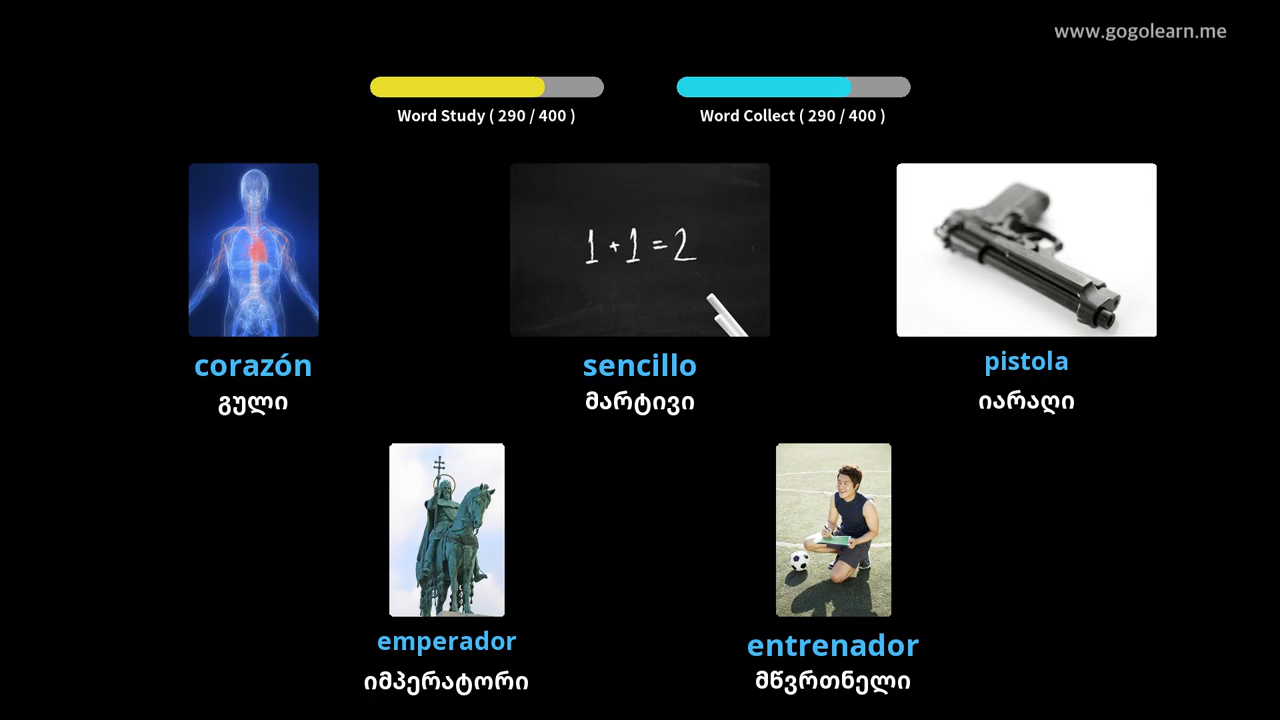 www.gogolearn.me
Word Study ( 290 / 400 )
Word Collect ( 290 / 400 )
1 + 1 = 2
corazón
გული
sencillo
მარტივი
pistola
იარაღი
emperador
იმპერატორი
entrenador
მწვრთნელი